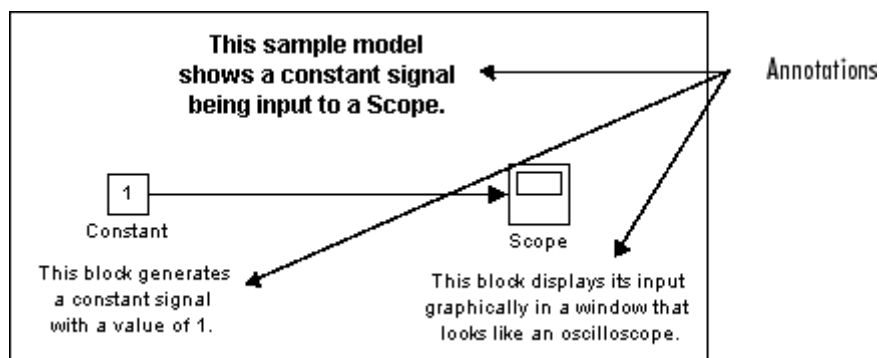 This sample model
shows a constant signal
being input to a Scope.
Annotations
1
Constant
Scope
This block generates
a constant signal
with a value of 1.
This block displays its input
graphically in a window that
looks like an oscilloscope.